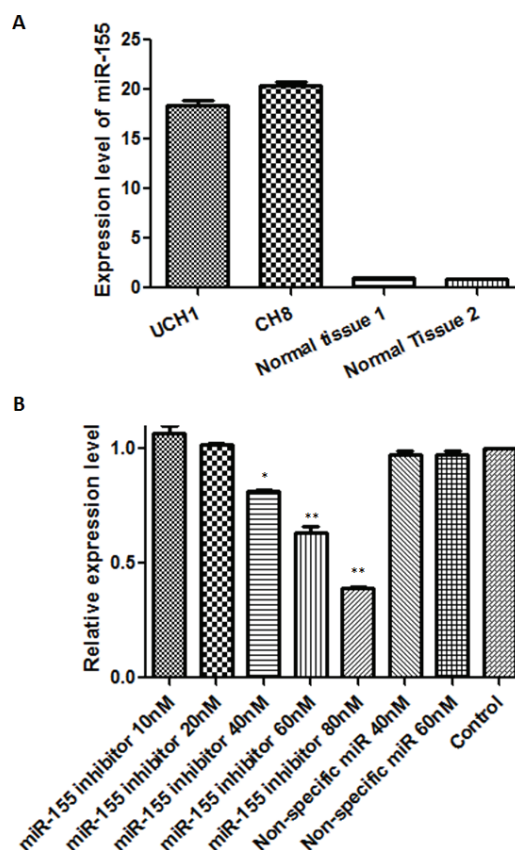 A
Expression level of miR-155
25
20
15
10
5
0
UCH1
CH8
Normal tissue 1
Normal Tissue 2
B
Relative expression level
1.0
0.5
0.0
*
**
**
miR-155 inhibitor 10nM
miR-155 inhibitor 20nM
miR-155 inhibitor 40nM
miR-155 inhibitor 60nM
miR-155 inhibitor 80nM
Non-specific miR 40nM
Non-specific miR 60nM
Control